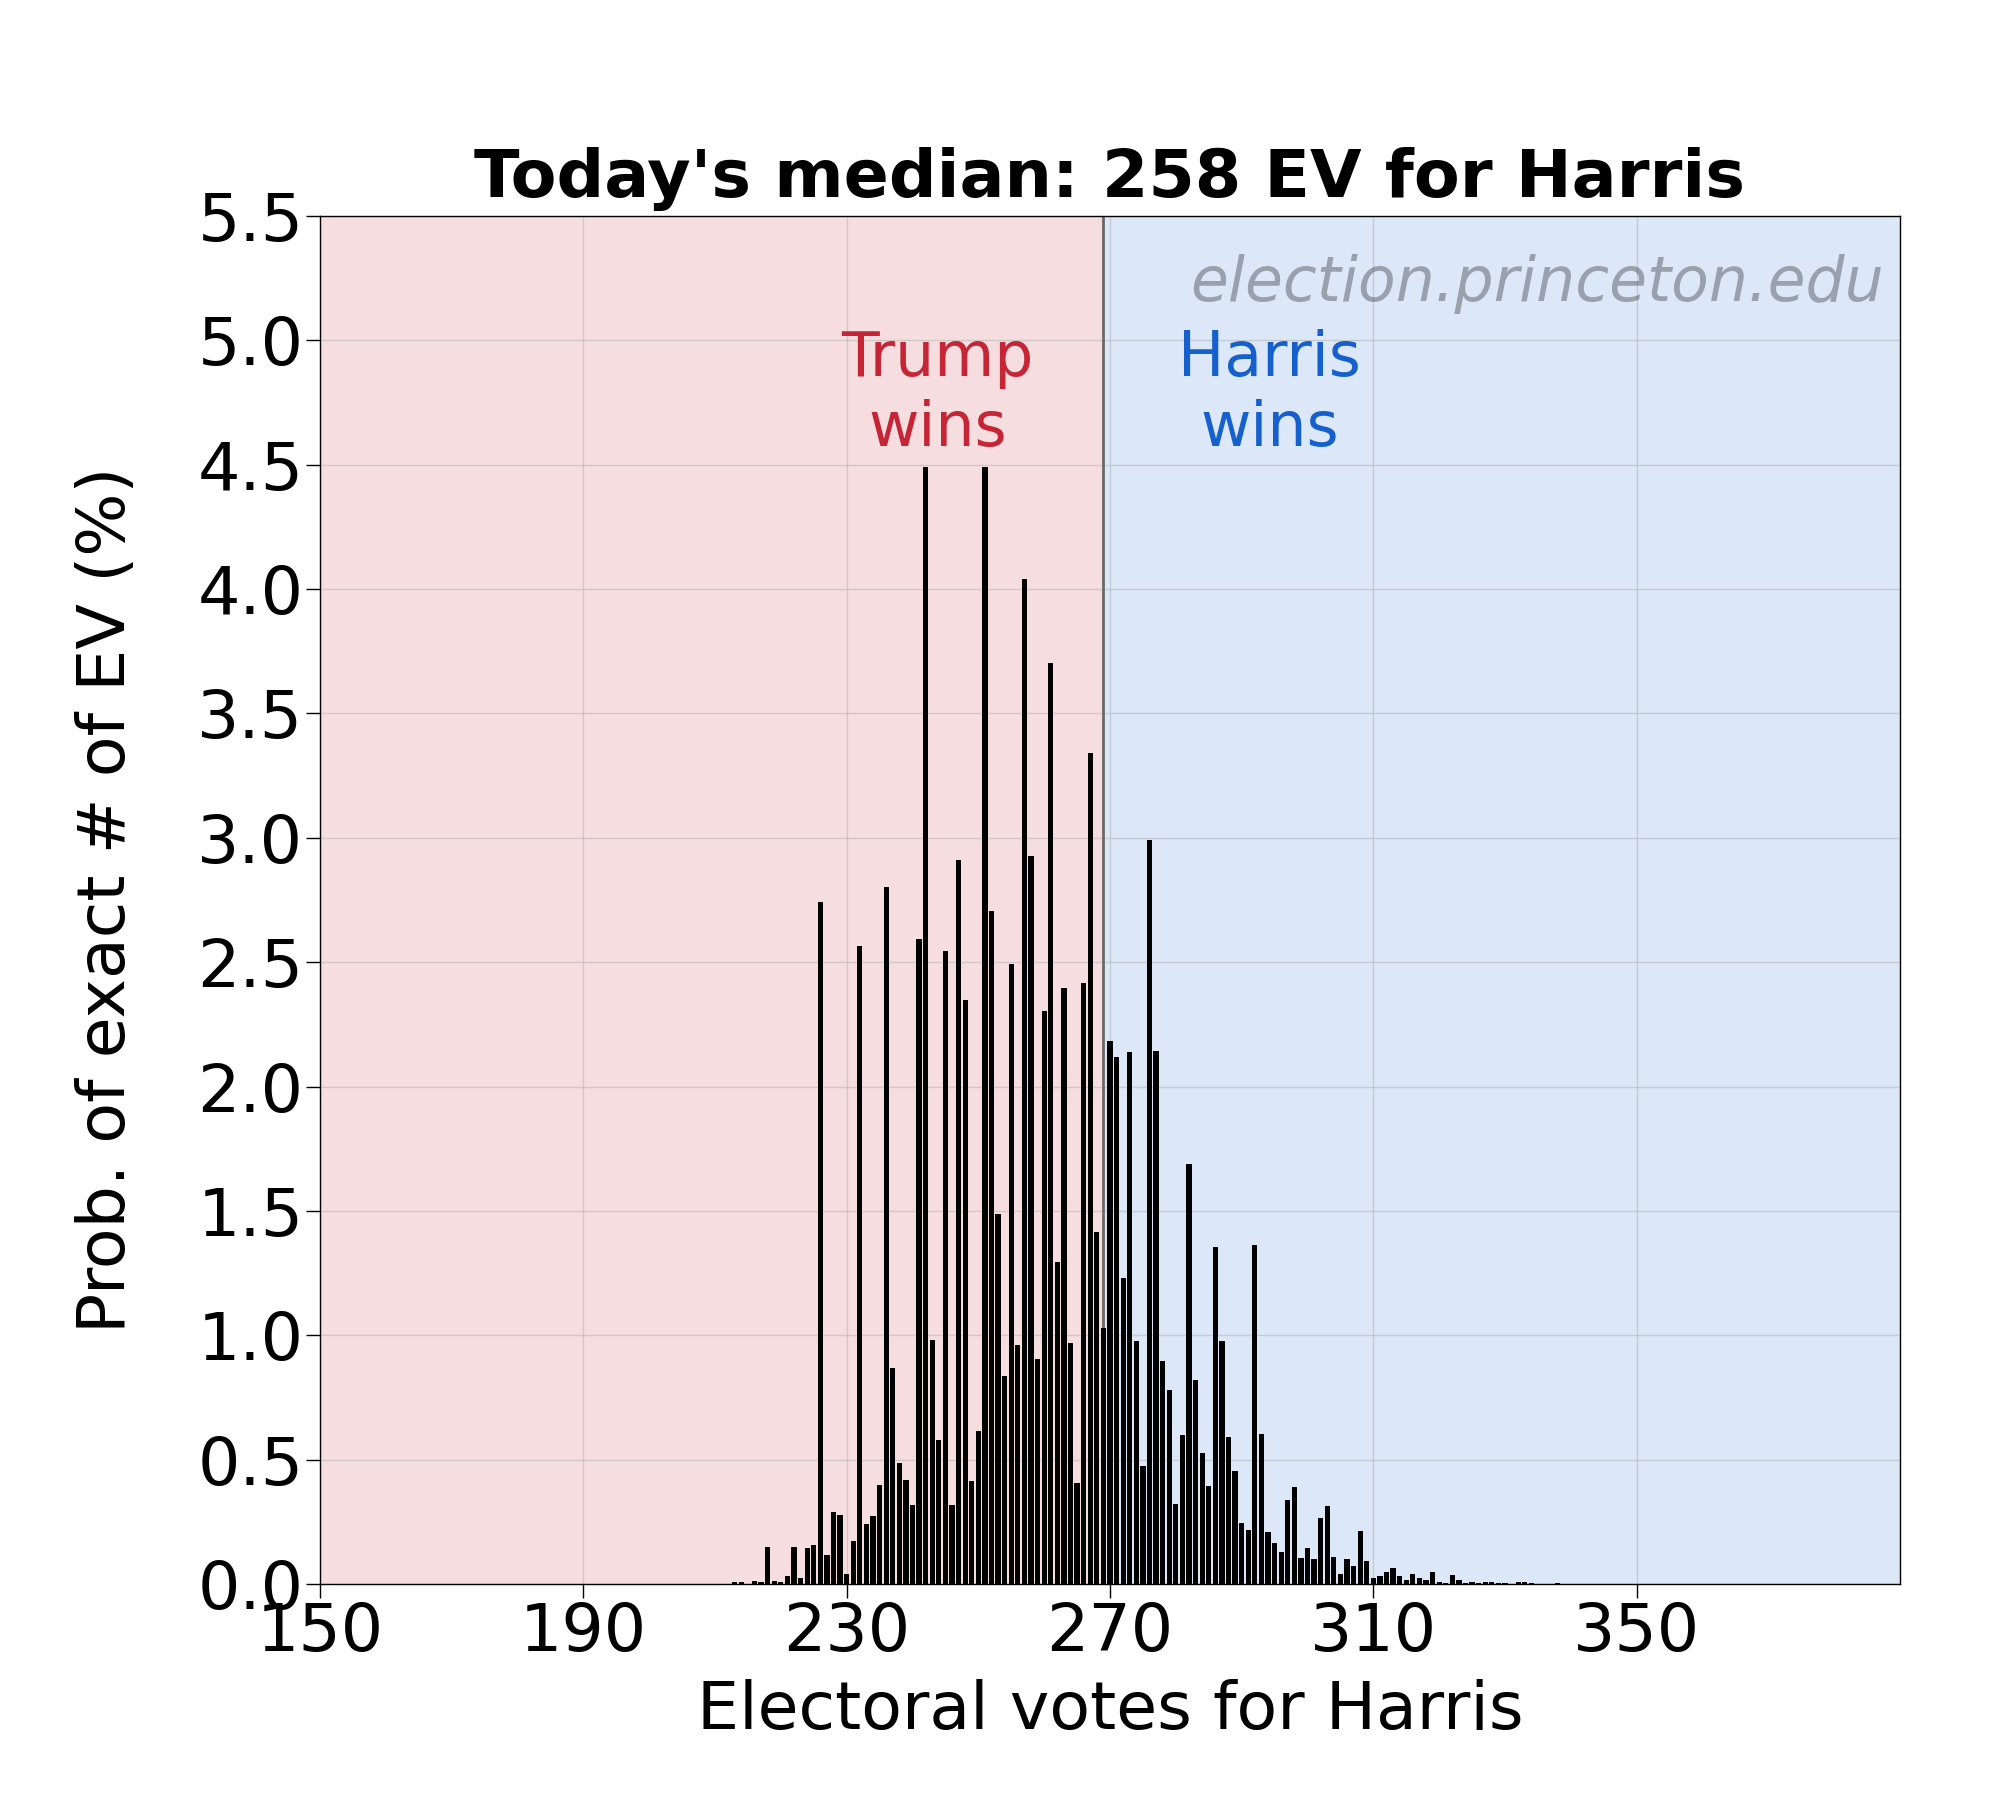 Today's median: 258 EV for Harris
election.princeton.edu
Trump
wins
Harris
wins
Prob. of exact # of EV (%)
5.5
5.0
4.5
4.0
3.5
3.0
2.5
2.0
1.5
1.0
0.5
0.0
150 190 230 270 310 350
Electoral votes for Harris